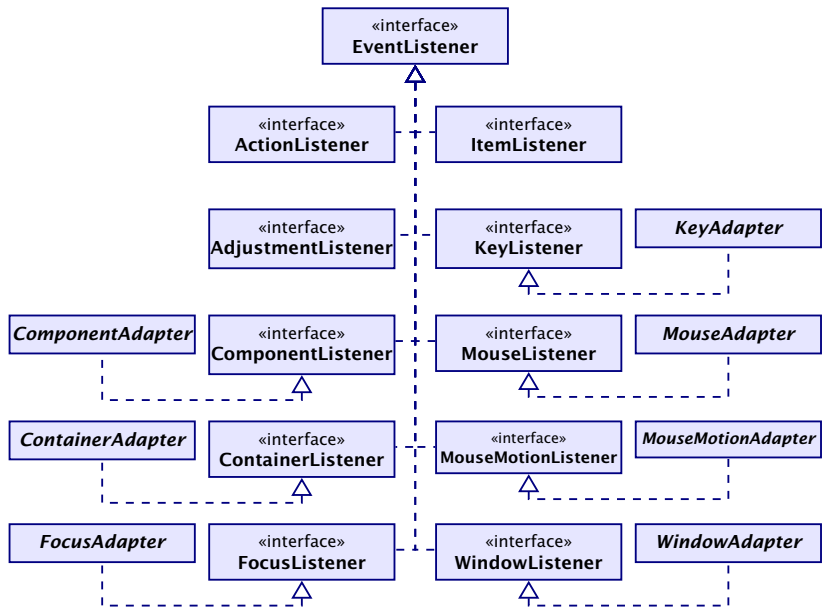 «interface»
EventListener
«interface»
ActionListener
«interface»
ItemListener
«interface»
AdjustmentListener
«interface»
KeyListener
KeyAdapter
ComponentAdapter
«interface»
ComponentListener
«interface»
MouseListener
MouseAdapter
ContainerAdapter
«interface»
ContainerListener
«interface»
MouseMotionListener
MouseMotionAdapter
FocusAdapter
«interface»
FocusListener
«interface»
WindowListener
WindowAdapter